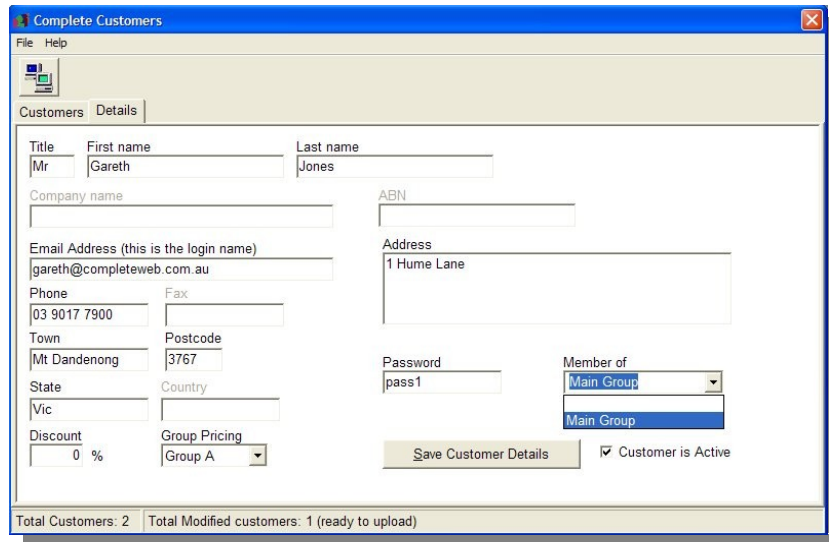 Complete Customers
File Help
Customers Details
Title First name Last name
Mr Gareth Jones
Company name ABN
Email Address (this is the login name) Address
gareth@completeweb.com.au 1 Hume Lane
Phone Fax
03 9017 7900
Town Postcode
Mt Dandenong 3767
Password Member of
pass1 Main Group
State Country
Vic
Main Group
Discount Group Pricing
0 % Group A
Save Customer Details Customer is Active
Total Customers: 2 Total Modified customers: 1 (ready to upload)